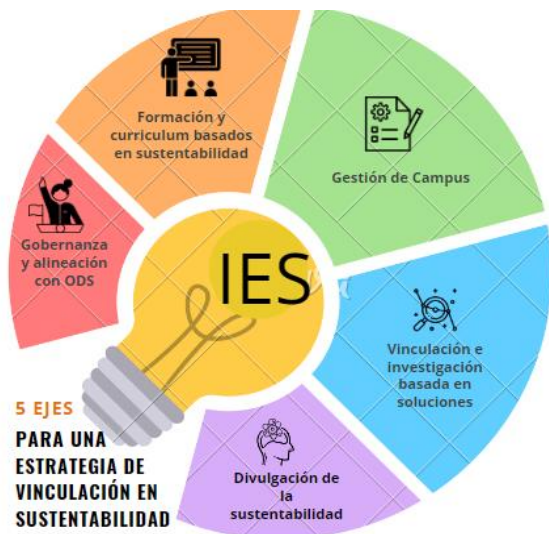 Formación y
curriculum basados
en sustentabilidad
Gestión de Campus
Gobernanza
y alineación
con ODS
IES
Vinculación e
investigación
basada en
soluciones
Divulgación de
la
sustentabilidad
5 EJES
PARA UNA
ESTRATEGIA DE
VINCULACIÓN EN
SUSTENTABILIDAD